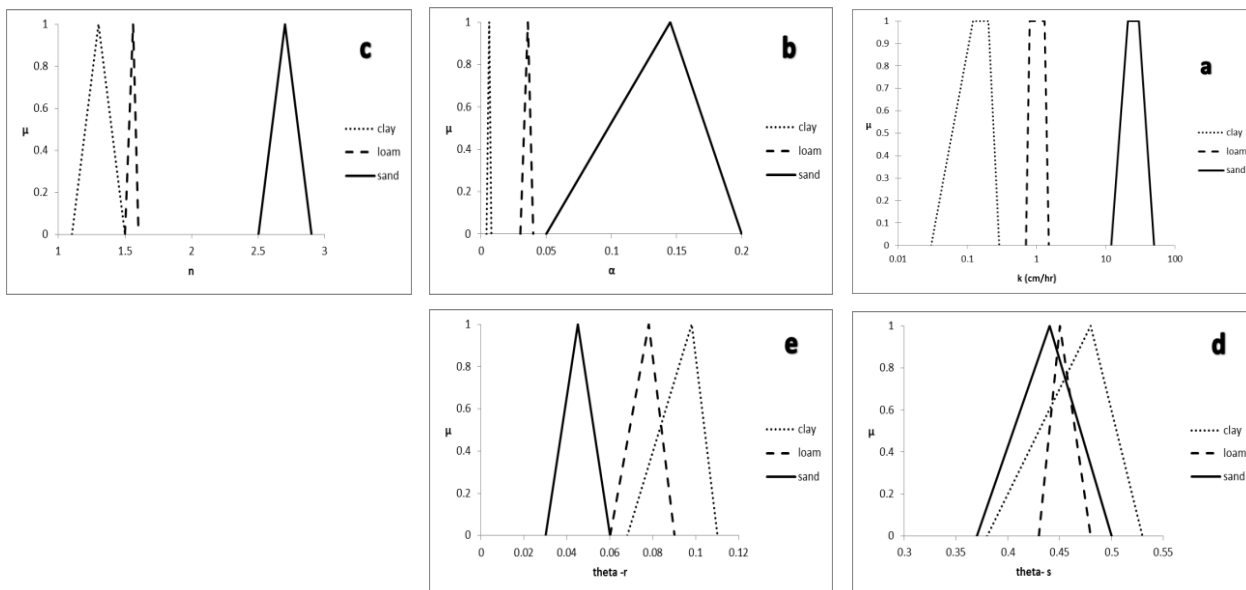 c
1
0.8
0.6
μ
0.4
0.2
0
1 1.5 2 2.5 3
n
clay
loam
sand
b
1
0.8
0.6
μ
0.4
0.2
0
0 0.05 0.1 0.15 0.2
α
clay
loam
sand
a
1
0.9
0.8
0.7
0.6
μ
0.5
0.4
0.3
0.2
0.1
0
0.01 0.1 1 10 100
k (cm/hr)
clay
loam
sand
e
1
0.8
0.6
μ
0.4
0.2
0
0 0.02 0.04 0.06 0.08 0.1 0.12
theta -r
clay
loam
sand
d
1
0.8
0.6
μ
0.4
0.2
0
0.3 0.35 0.4 0.45 0.5 0.55
theta- s
clay
loam
sand